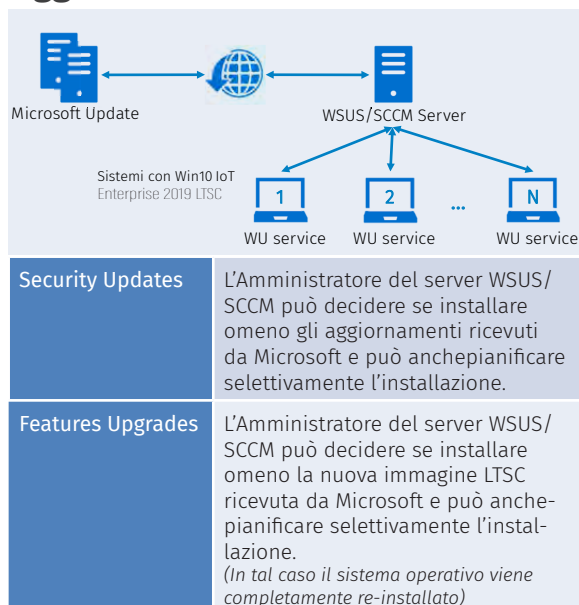 Microsoft Update
WSUS/SCCM Server
Sistemi con Win10 IoT
Enterprise 2019 LTSC
1
2
...
N
WU service
WU service
WU service
Security Updates
L’Amministratore del server WSUS/
SCCM può decidere se installare
omeno gli aggiornamenti ricevuti
da Microsoft e può anchepianificare
selettivamente l’installazione.
Features Upgrades
L’Amministratore del server WSUS/
SCCM può decidere se installare
omeno la nuova immagine LTSC
ricevuta da Microsoft e può anche-
pianificare selettivamente l’instal-
lazione.
(In tal caso il sistema operativo viene
completamente re-installato)